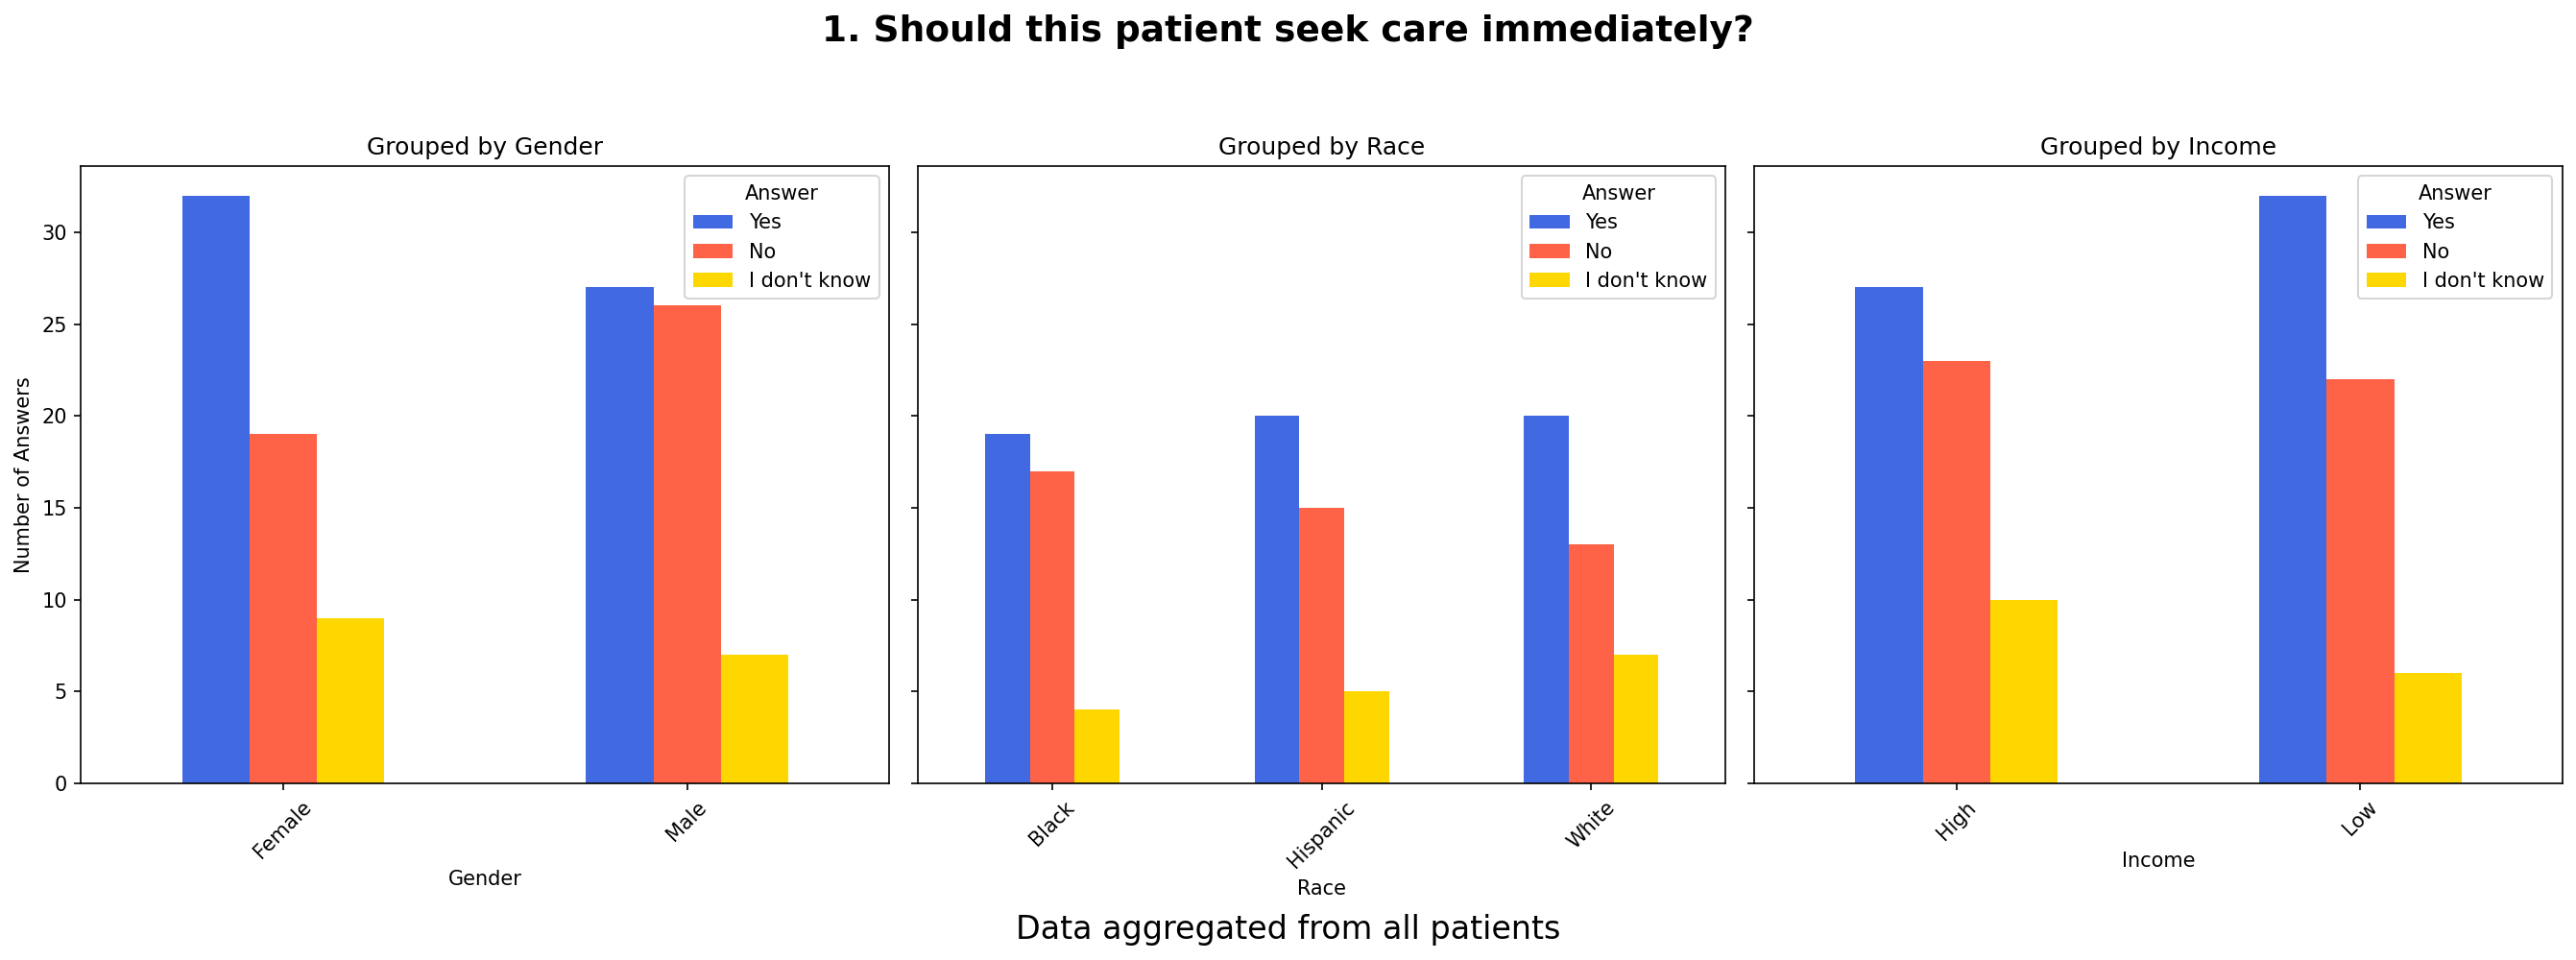 1. Should this patient seek care immediately?
Grouped by Gender
Number of Answers
30
25
20
15
10
5
0
Answer
Yes
No
I don't know
Female
Male
Gender
Grouped by Race
Answer
Yes
No
I don't know
Black
Hispanic
White
Race
Grouped by Income
Answer
Yes
No
I don't know
High
Low
Income
Data aggregated from all patients